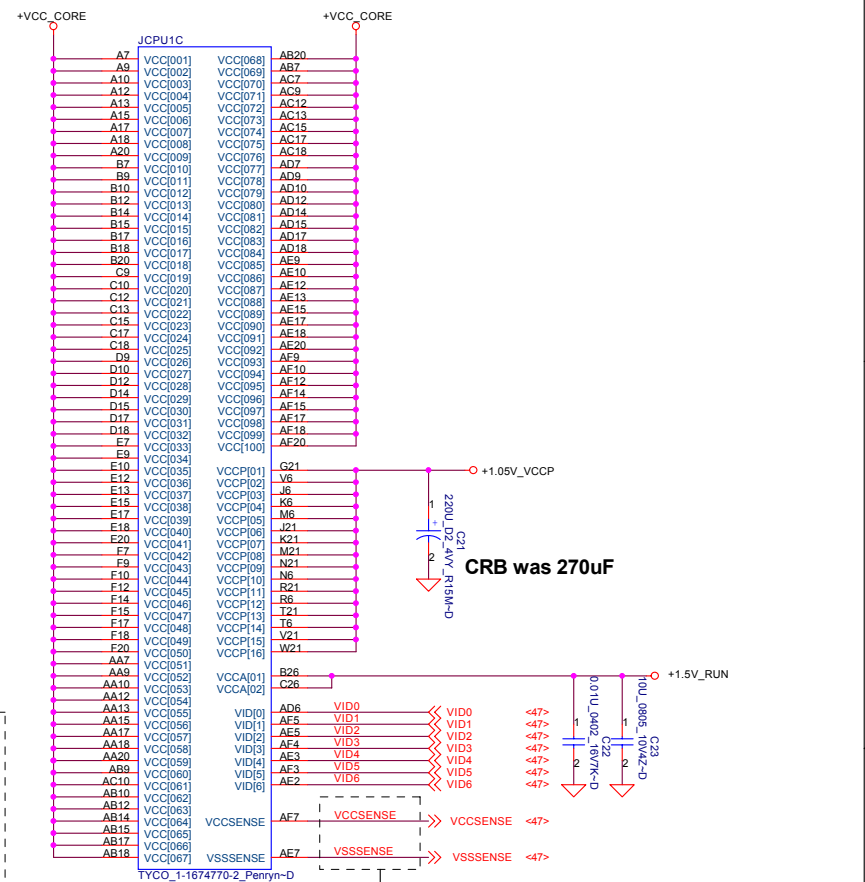 +VCC_CORE +VCC_CORE
JCPU1C
A7 VCC[001] VCC[068] AB20
A9 VCC[002] VCC[069] AB7
A10 VCC[003] VCC[070] AC7
A12 VCC[004] VCC[071] AC9
A13 VCC[005] VCC[072] AC12
A15 VCC[006] VCC[073] AC13
A17 VCC[007] VCC[074] AC15
A18 VCC[008] VCC[075] AC17
A20 VCC[009] VCC[076] AC18
B7 VCC[010] VCC[077] AD7
B9 VCC[011] VCC[078] AD9
B10 VCC[012] VCC[079] AD10
B12 VCC[013] VCC[080] AD12
B14 VCC[014] VCC[081] AD14
B15 VCC[015] VCC[082] AD15
B17 VCC[016] VCC[083] AD17
B18 VCC[017] VCC[084] AD18
B20 VCC[018] VCC[085] AE9
C9 VCC[019] VCC[086] AE10
C10 VCC[020] VCC[087] AE12
C12 VCC[021] VCC[088] AE13
C13 VCC[022] VCC[089] AE15
C15 VCC[023] VCC[090] AE17
C17 VCC[024] VCC[091] AE18
C18 VCC[025] VCC[092] AE20
D9 VCC[026] VCC[093] AF9
D10 VCC[027] VCC[094] AF10
D12 VCC[028] VCC[095] AF12
D14 VCC[029] VCC[096] AF14
D15 VCC[030] VCC[097] AF15
D17 VCC[031] VCC[098] AF17
D18 VCC[032] VCC[099] AF18
E7 VCC[033] VCC[100] AF20
E9 VCC[034]
E10 VCC[035] VCCP[01] G21 +1.05V_VCCP
E12 VCC[036] VCCP[02] V6
E13 VCC[037] VCCP[03] J6
E15 VCC[038] VCCP[04] K6
E17 VCC[039] VCCP[05] M6
E18 VCC[040] VCCP[06] J21
E20 VCC[041] VCCP[07] K21
F7 VCC[042] VCCP[08] M21
F9 VCC[043] VCCP[09] N21
F10 VCC[044] VCCP[10] N6
F12 VCC[045] VCCP[11] R21
F14 VCC[046] VCCP[12] R6
F15 VCC[047] VCCP[13] T21
F17 VCC[048] VCCP[14] T6
F18 VCC[049] VCCP[15] V21
F20 VCC[050] VCCP[16] W21
1
+
2
C21
220U_D2_4VY_R15M~D
CRB was 270uF
AA7 VCC[051]
AA9 VCC[052] VCCA[01] B26 +1.5V_RUN
AA10 VCC[053] VCCA[02] C26
AA12 VCC[054]
AA13 VCC[055] VID[0] AD6 VID0 VID0 <47>
AA15 VCC[056] VID[1] AF5 VID1 VID1 <47>
AA17 VCC[057] VID[2] AE5 VID2 VID2 <47>
AA18 VCC[058] VID[3] AF4 VID3 VID3 <47>
AA20 VCC[059] VID[4] AE3 VID4 VID4 <47>
AB9 VCC[060] VID[5] AF3 VID5 VID5 <47>
AC10 VCC[061] VID[6] AE2 VID6 VID6 <47>
AB10 VCC[062]
AB12 VCC[063]
AB14 VCC[064] VCCSENSE AF7 VCCSENSE VCCSENSE <47>
AB15 VCC[065]
AB17 VCC[066]
AB18 VCC[067] VSSSENSE AE7 VSSSENSE VSSSENSE <47>
1
2
C22
0.01U_0402_16V7K~D
1
2
C23
10U_0805_10V4Z~D
TYCO_1-1674770-2_Penryn~D